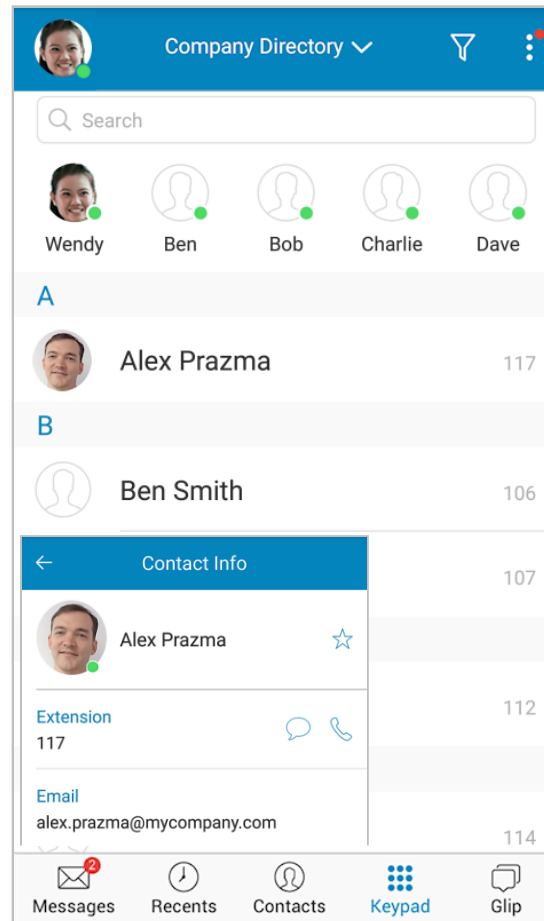 Company Directory
Search
Wendy Ben Bob Charlie Dave
A
Alex Prazma 117
B
Ben Smith 106
107
112
114
Contact Info
Alex Prazma
Extension
117
Email
alex.prazma@mycompany.com
2
Messages Recents Contacts Keypad Glip